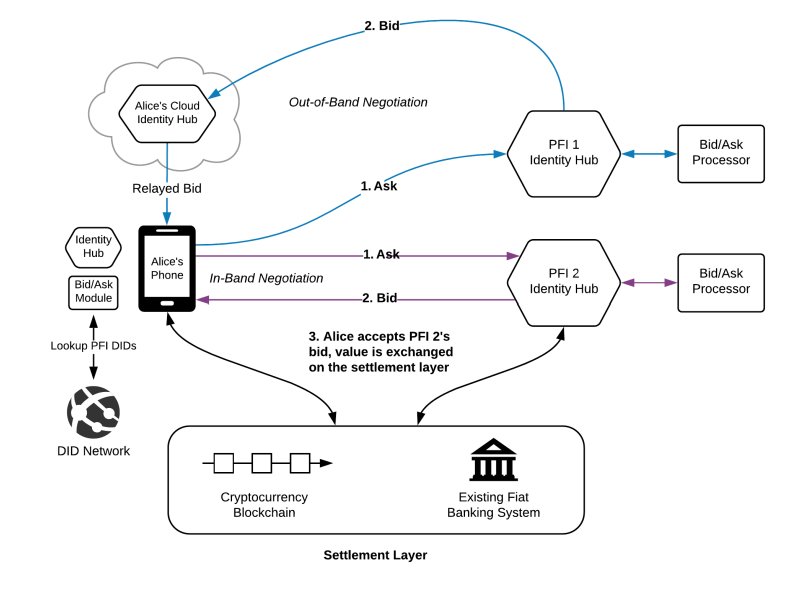 2. Bid
Alice's Cloud
Identity Hub
Out-of-Band Negotiation
PFI 1
Identity Hub
Bid/Ask
Processor
Relayed Bid
1. Ask
Identity
Hub
Alice's
Phone
1. Ask
In-Band Negotiation
2. Bid
PFI 2
Identity Hub
Bid/Ask
Processor
Bid/Ask
Module
Lookup PFI DIDs
DID Network
3. Alice accepts PFI 2's
bid, value is exchanged
on the settlement layer
Cryptocurrency
Blockchain
Existing Fiat
Banking System
Settlement Layer